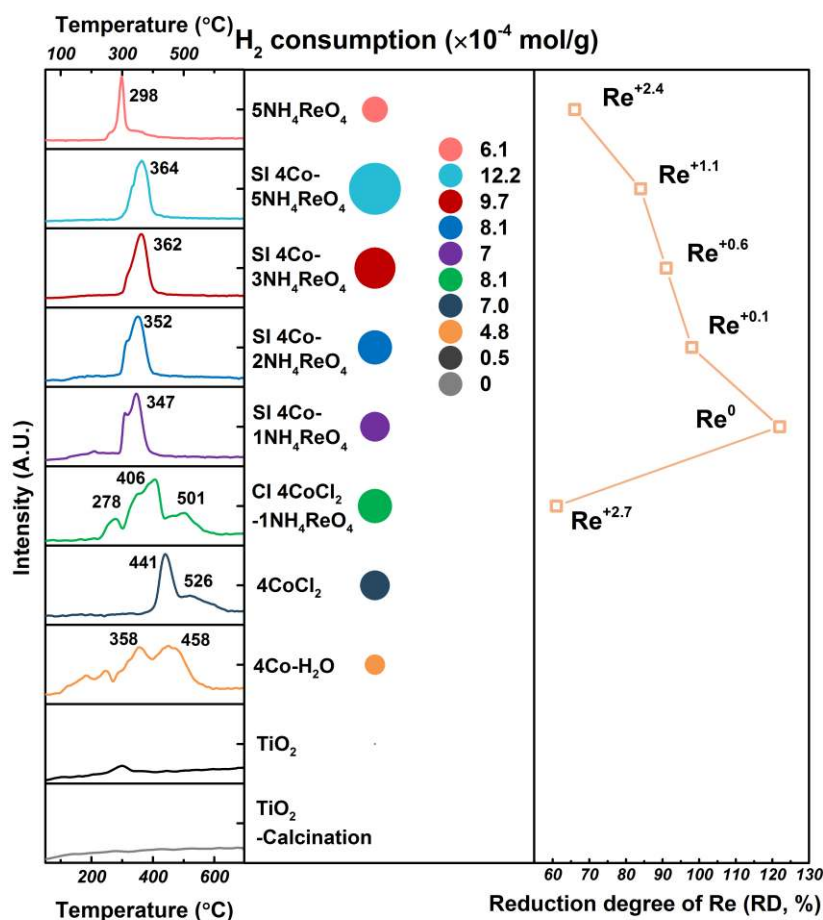 Temperature (°C)
100 300 500
H₂ consumption (×10⁻⁴ mol/g)
298
5NH₄ReO₄
364
SI 4Co-
5NH₄ReO₄
362
SI 4Co-
3NH₄ReO₄
352
SI 4Co-
2NH₄ReO₄
347
SI 4Co-
1NH₄ReO₄
278
406
501
CI 4CoCl₂
-1NH₄ReO₄
441
526
4CoCl₂
358
458
4Co-H₂O
TiO₂
TiO₂
-Calcination
6.1
12.2
9.7
8.1
7
8.1
7.0
4.8
0.5
0
Re⁺²·⁴
Re⁺¹·¹
Re⁺⁰·⁶
Re⁺⁰·¹
Re⁰
Re⁺²·⁷
Intensity (A.U.)
200 400 600
Temperature (°C)
60 70 80 90 100 110 120 130
Reduction degree of Re (RD, %)